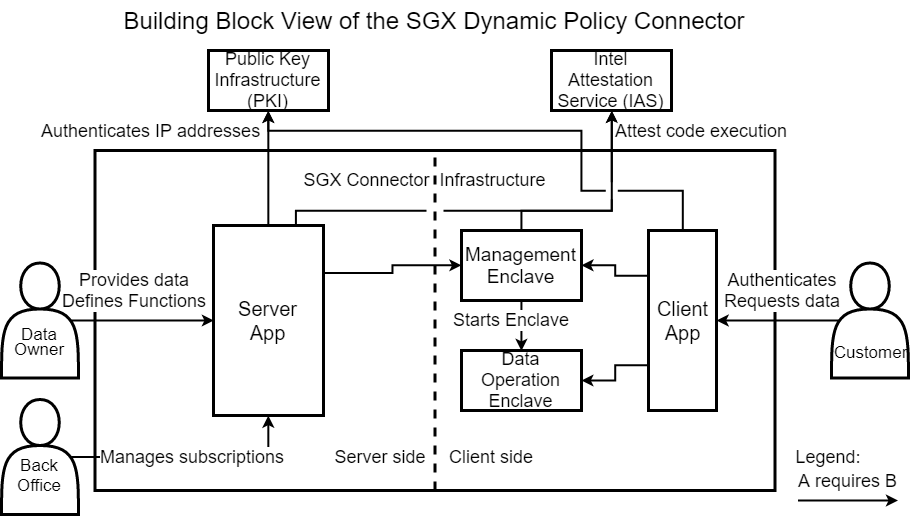 Building Block View of the SGX Dynamic Policy Connector
Public Key
Infrastructure
(PKI)
Intel
Attestation
Service (IAS)
Authenticates IP addresses
Attest code execution
SGX Connector Infrastructure
Server
App
Management
Enclave
Starts Enclave
Data
Operation
Enclave
Client
App
Provides data
Defines Functions
Data
Owner
Authenticates
Requests data
Customer
Back
Office
Manages subscriptions
Server side
Client side
Legend:
A requires B